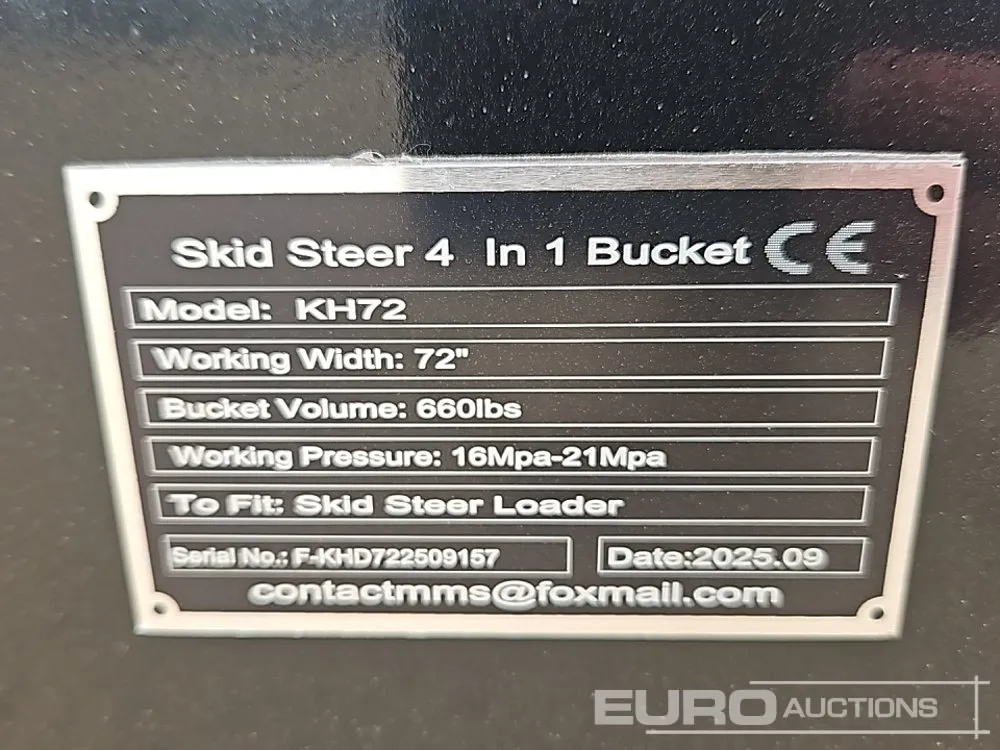 Skid Steer 4 In 1 Bucket CE
Model: KH72
Working Width: 72"
Bucket Volume: 660lbs
Working Pressure: 16Mpa-21Mpa
To Fit: Skid Steer Loader
Serial No.: F-KHD722509157
Date:2025.09
contactmms@foxmail.com
EURO AUCTIONS